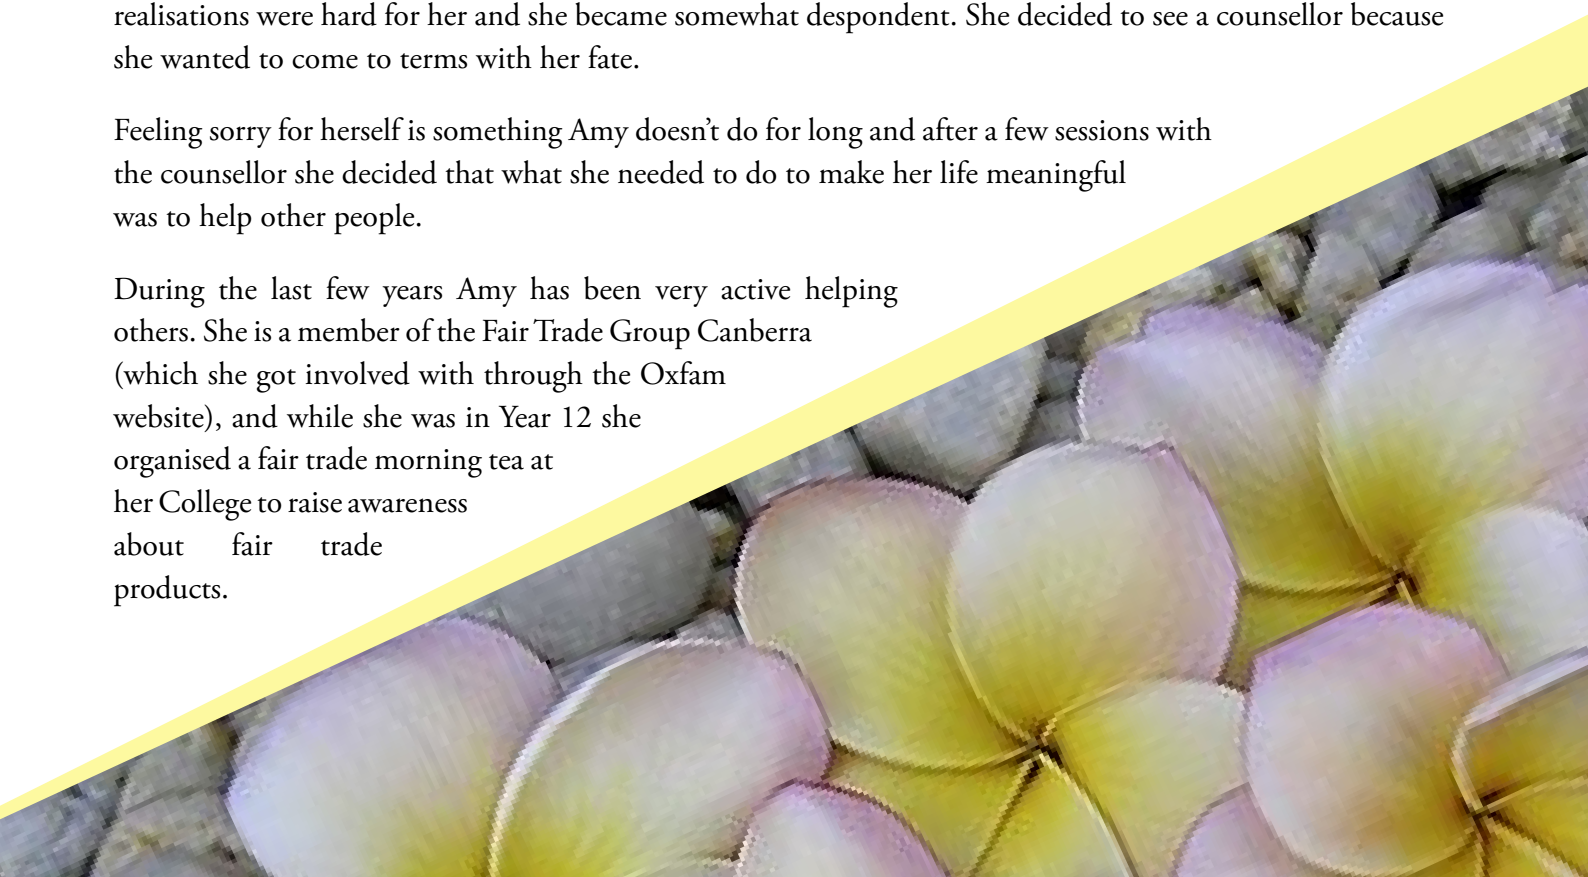 realisations were hard for her and she became somewhat despondent. She decided to see a counsellor because
she wanted to come to terms with her fate.
Feeling sorry for herself is something Amy doesn’t do for long and after a few sessions with
the counsellor she decided that what she needed to do to make her life meaningful
was to help other people.
During the last few years Amy has been very active helping
others. She is a member of the Fair Trade Group Canberra
(which she got involved with through the Oxfam
website), and while she was in Year 12 she
organised a fair trade morning tea at
her College to raise awareness
about fair trade
products.